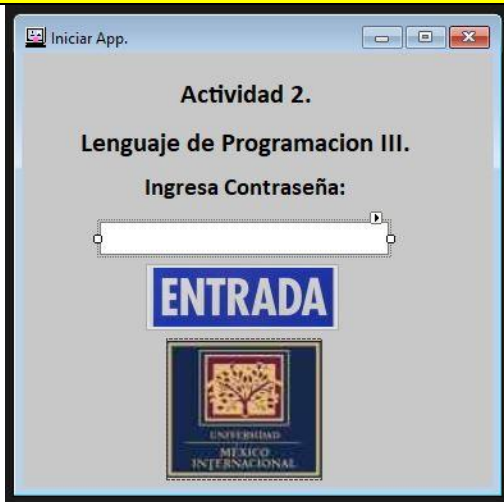 Iniciar App.
Actividad 2.
Lenguaje de Programacion III.
Ingresa Contraseña:
ENTRADA
UNIVERSIDAD
MÉXICO
INTERNACIONAL